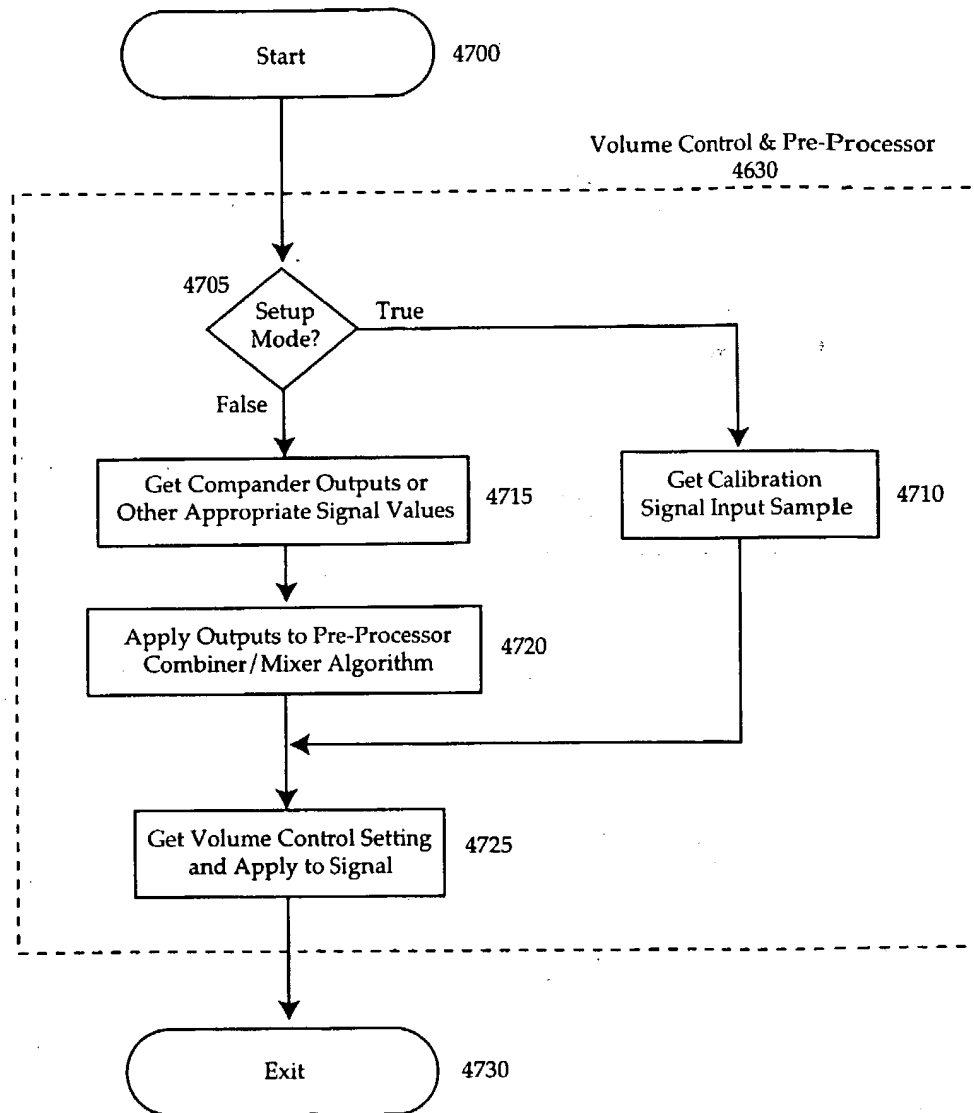 Start
4700
Volume Control & Pre-Processor
4630
4705
Setup
Mode?
True
False
Get Compander Outputs or
Other Appropriate Signal Values
4715
Get Calibration
Signal Input Sample
4710
Apply Outputs to Pre-Processor
Combiner/Mixer Algorithm
4720
Get Volume Control Setting
and Apply to Signal
4725
Exit
4730